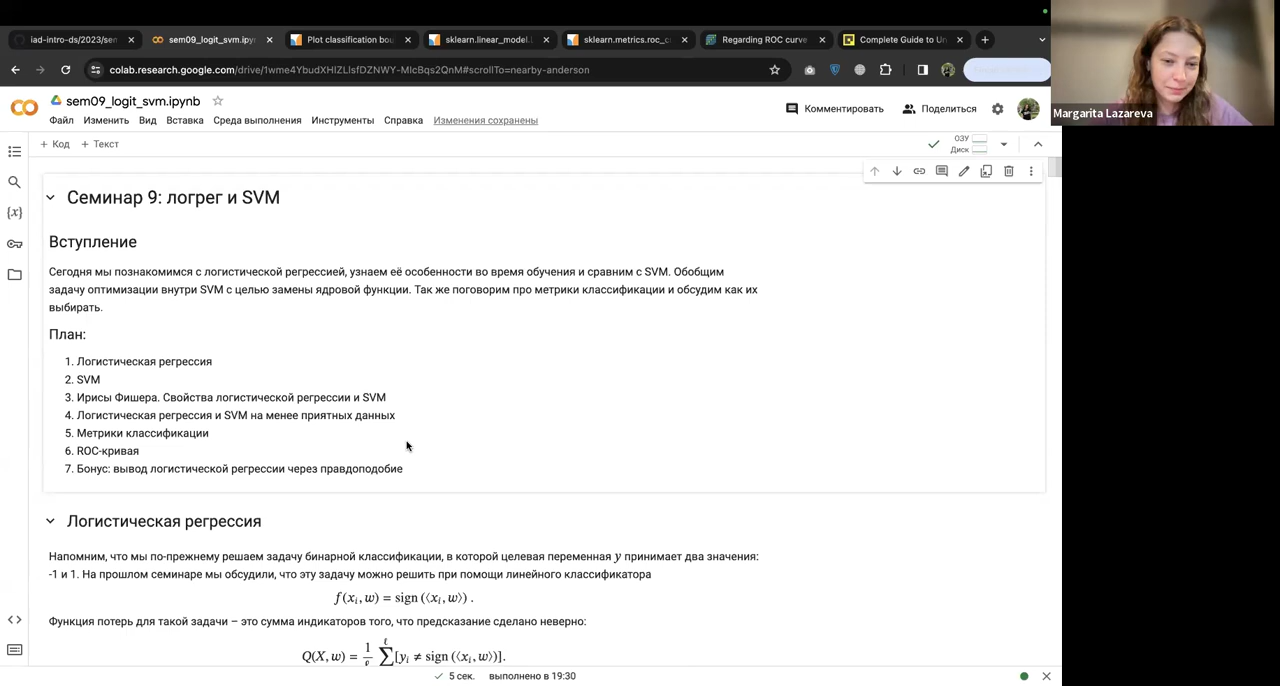 iad-intro-ds/2023/sem
sem09_logit_svm.ipyn
Plot classification bou
sklearn.linear_model.l
sklearn.metrics.roc_c
Regarding ROC curve
Complete Guide to Un
colab.research.google.com/drive/1wme4YbudXHIZLIsfDZNWY-MIcBqs2QnM#scrollTo=nearby-anderson
Margarita Lazareva
sem09_logit_svm.ipynb
Комментировать
Поделиться
Файл Изменить Вид Вставка Среда выполнения Инструменты Справка Изменения сохранены
+ Код + Текст
ОЗУ
Диск
Семинар 9: логрег и SVM
Вступление
Сегодня мы познакомимся с логистической регрессией, узнаем её особенности во время обучения и сравним с SVM. Обобщим
задачу оптимизации внутри SVM с целью замены ядровой функции. Так же поговорим про метрики классификации и обсудим как их
выбирать.
План:
1. Логистическая регрессия
2. SVM
3. Ирисы Фишера. Свойства логистической регрессии и SVM
4. Логистическая регрессия и SVM на менее приятных данных
5. Метрики классификации
6. ROC-кривая
7. Бонус: вывод логистической регрессии через правдоподобие
Логистическая регрессия
Напомним, что мы по-прежнему решаем задачу бинарной классификации, в которой целевая переменная y принимает два значения:
-1 и 1. На прошлом семинаре мы обсудили, что эту задачу можно решить при помощи линейного классификатора
f(xᵢ, w) = sign (⟨xᵢ, w⟩) .
Функция потерь для такой задачи – это сумма индикаторов того, что предсказание сделано неверно:
Q(X, w) = 1/ℓ ∑ ℓ [yᵢ ≠ sign (⟨xᵢ, w⟩)].
5 сек. выполнено в 19:30